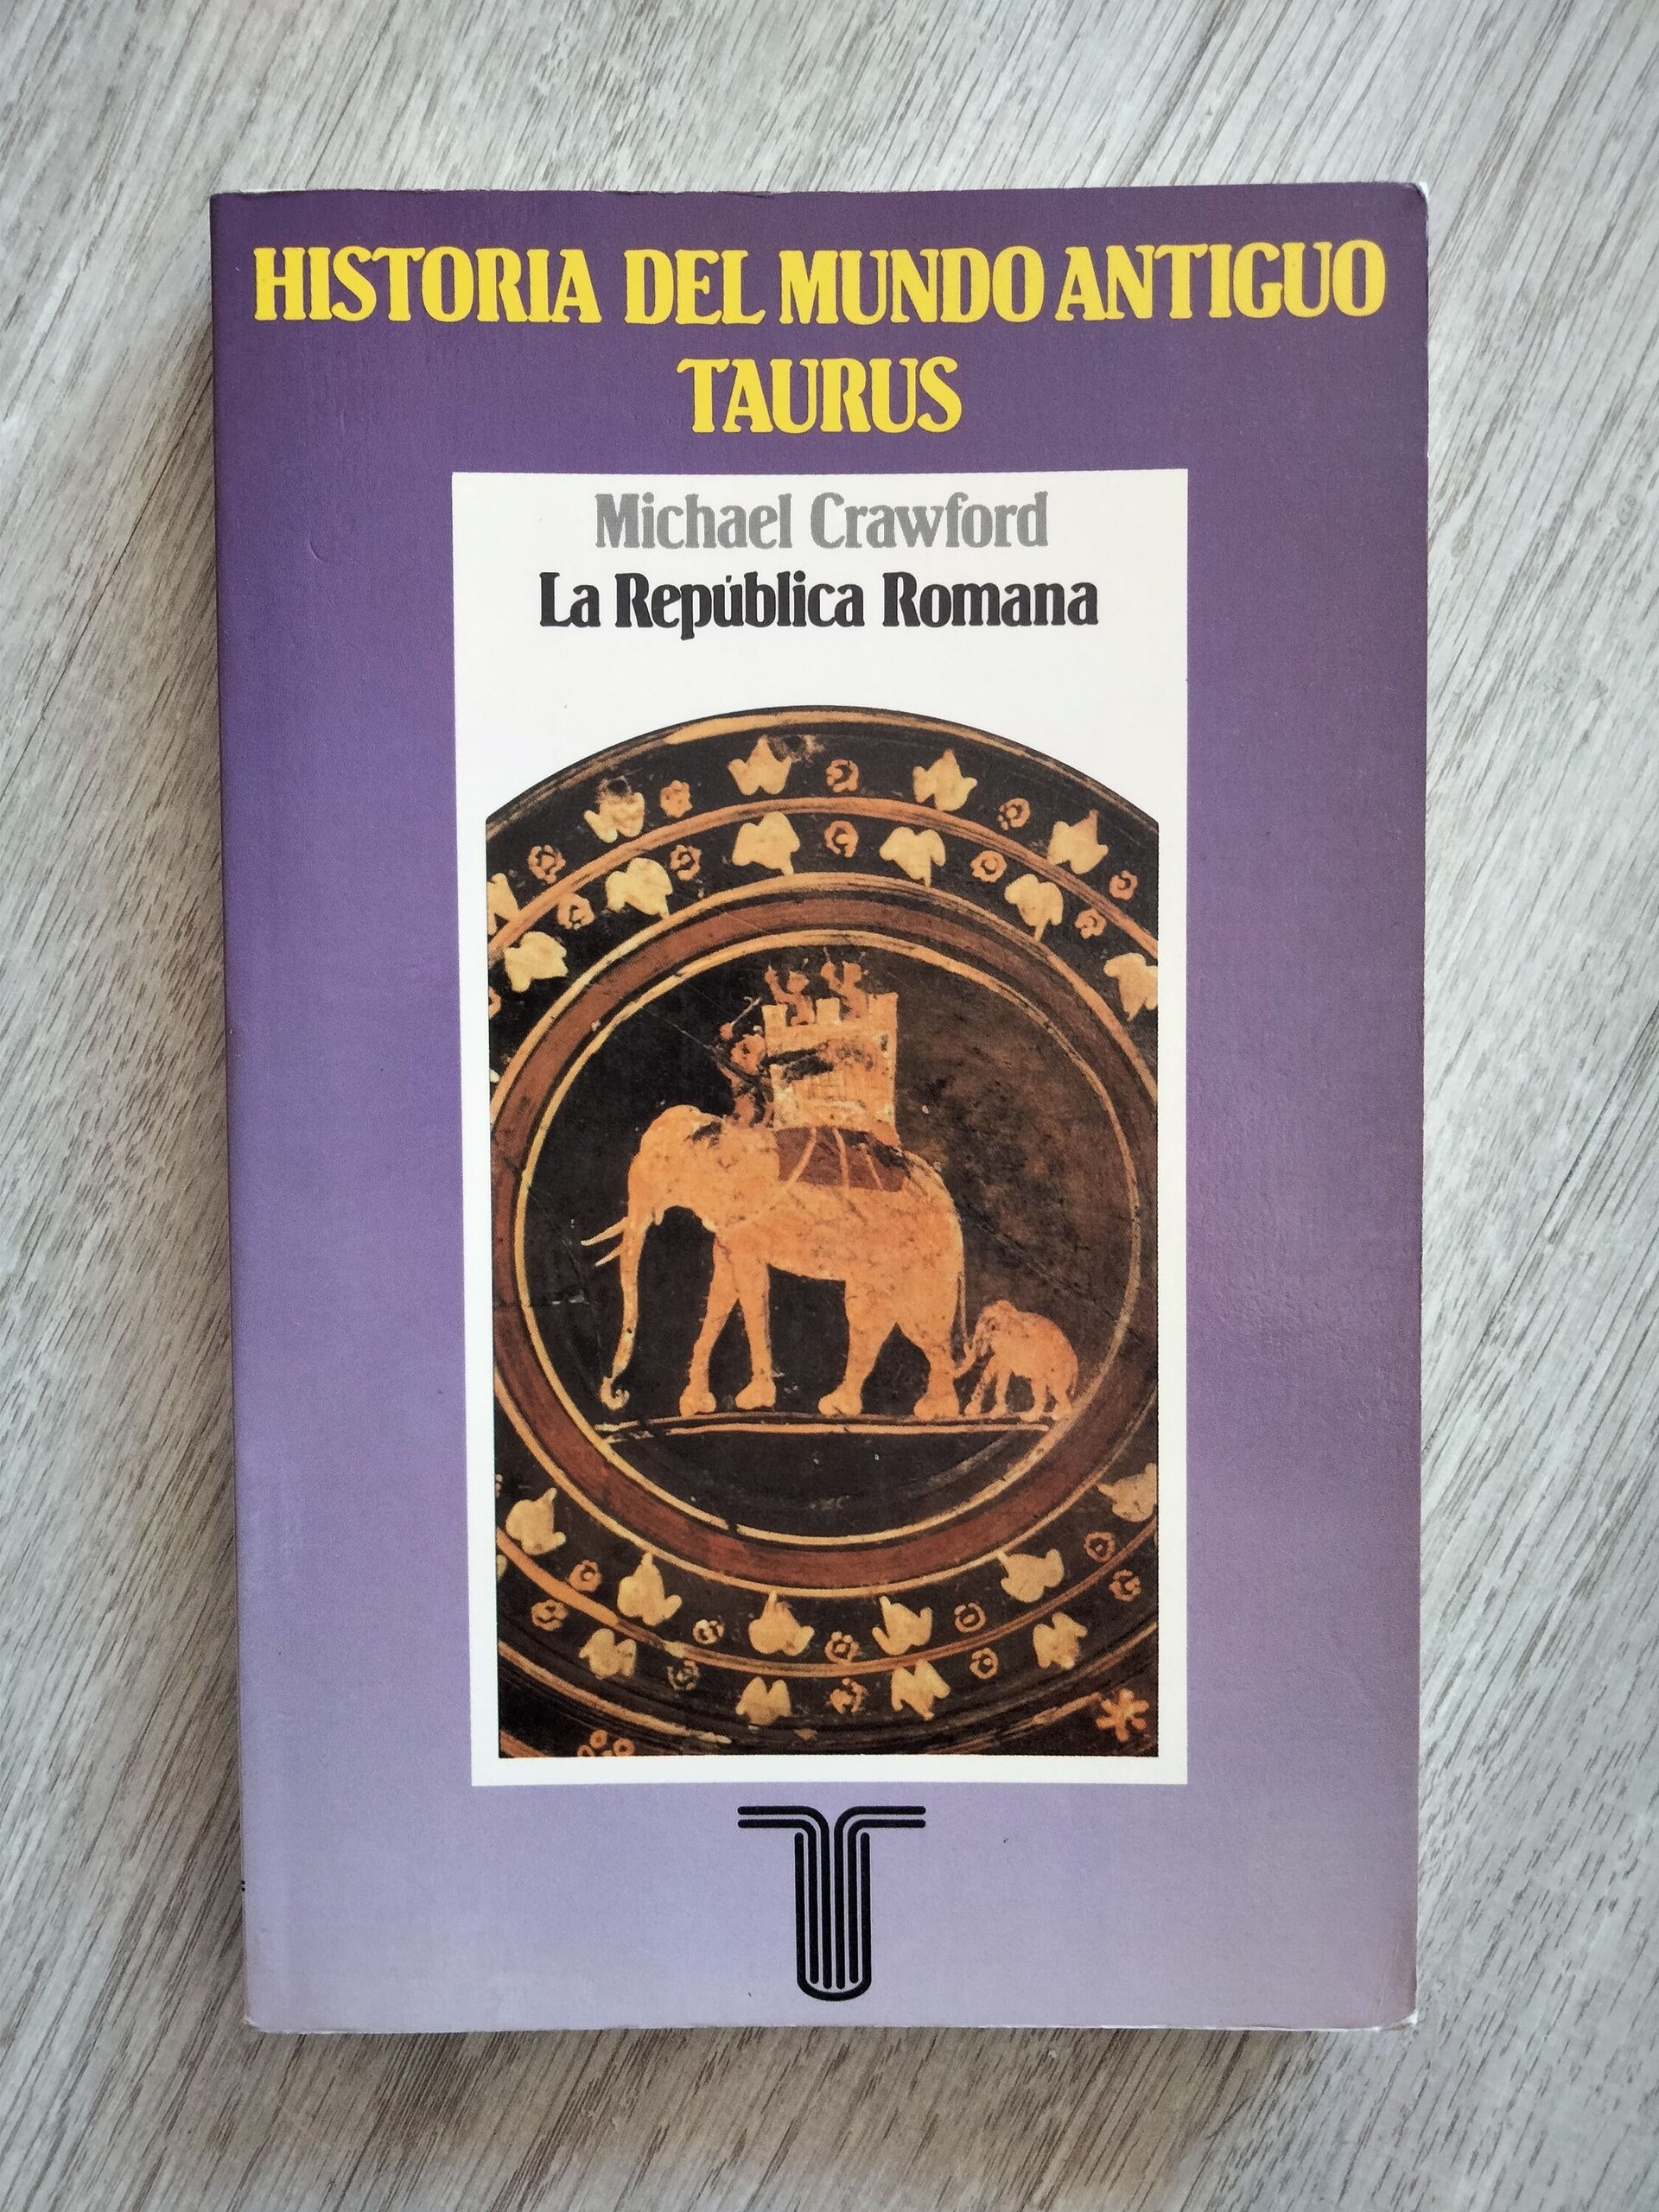 HISTORIA DEL MUNDO ANTIGUO
TAURUS
Michael Crawford
La República Romana